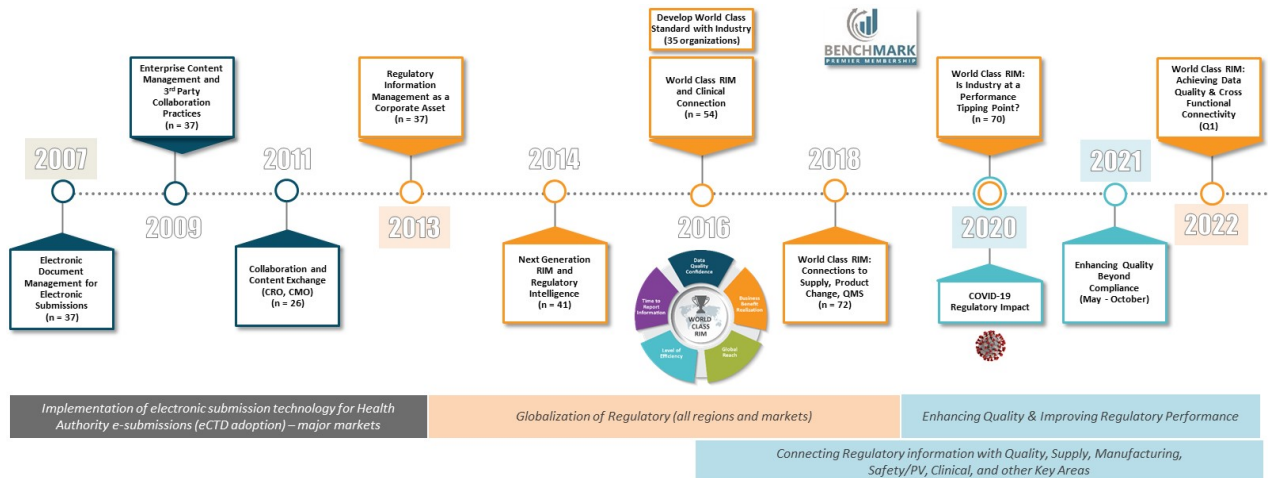 Develop World Class
Standard with Industry
(35 organizations)
BENCHMARK
PREMIER MEMBERSHIP
Enterprise Content
Management and
3rd Party
Collaboration
Practices
(n = 37)
Regulatory
Information
Management as a
Corporate Asset
(n = 37)
World Class RIM
and Clinical
Connection
(n = 54)
World Class RIM:
Is Industry at a
Performance
Tipping Point?
(n = 70)
World Class RIM:
Achieving Data
Quality & Cross
Functional
Connectivity
(Q1)
2007
2011
2014
2018
2021
2009
2013
2016
2020
2022
Electronic
Document
Management for
Electronic
Submissions
(n = 37)
Collaboration and
Content Exchange
(CRO, CMO)
(n = 26)
Next Generation
RIM and
Regulatory
Intelligence
(n = 41)
Data
Quality
Confidence
Time to
Report
Information
Business
Benefit
Realization
WORLD
CLASS
RIM
Level of
Efficiency
Global
Reach
World Class RIM:
Connections to
Supply, Product
Change, QMS
(n = 72)
COVID-19
Regulatory Impact
Enhancing Quality
Beyond
Compliance
(May - October)
Implementation of electronic submission technology for Health
Authority e-submissions (eCTD adoption) – major markets
Globalization of Regulatory (all regions and markets)
Enhancing Quality & Improving Regulatory Performance
Connecting Regulatory information with Quality, Supply, Manufacturing,
Safety/PV, Clinical, and other Key Areas